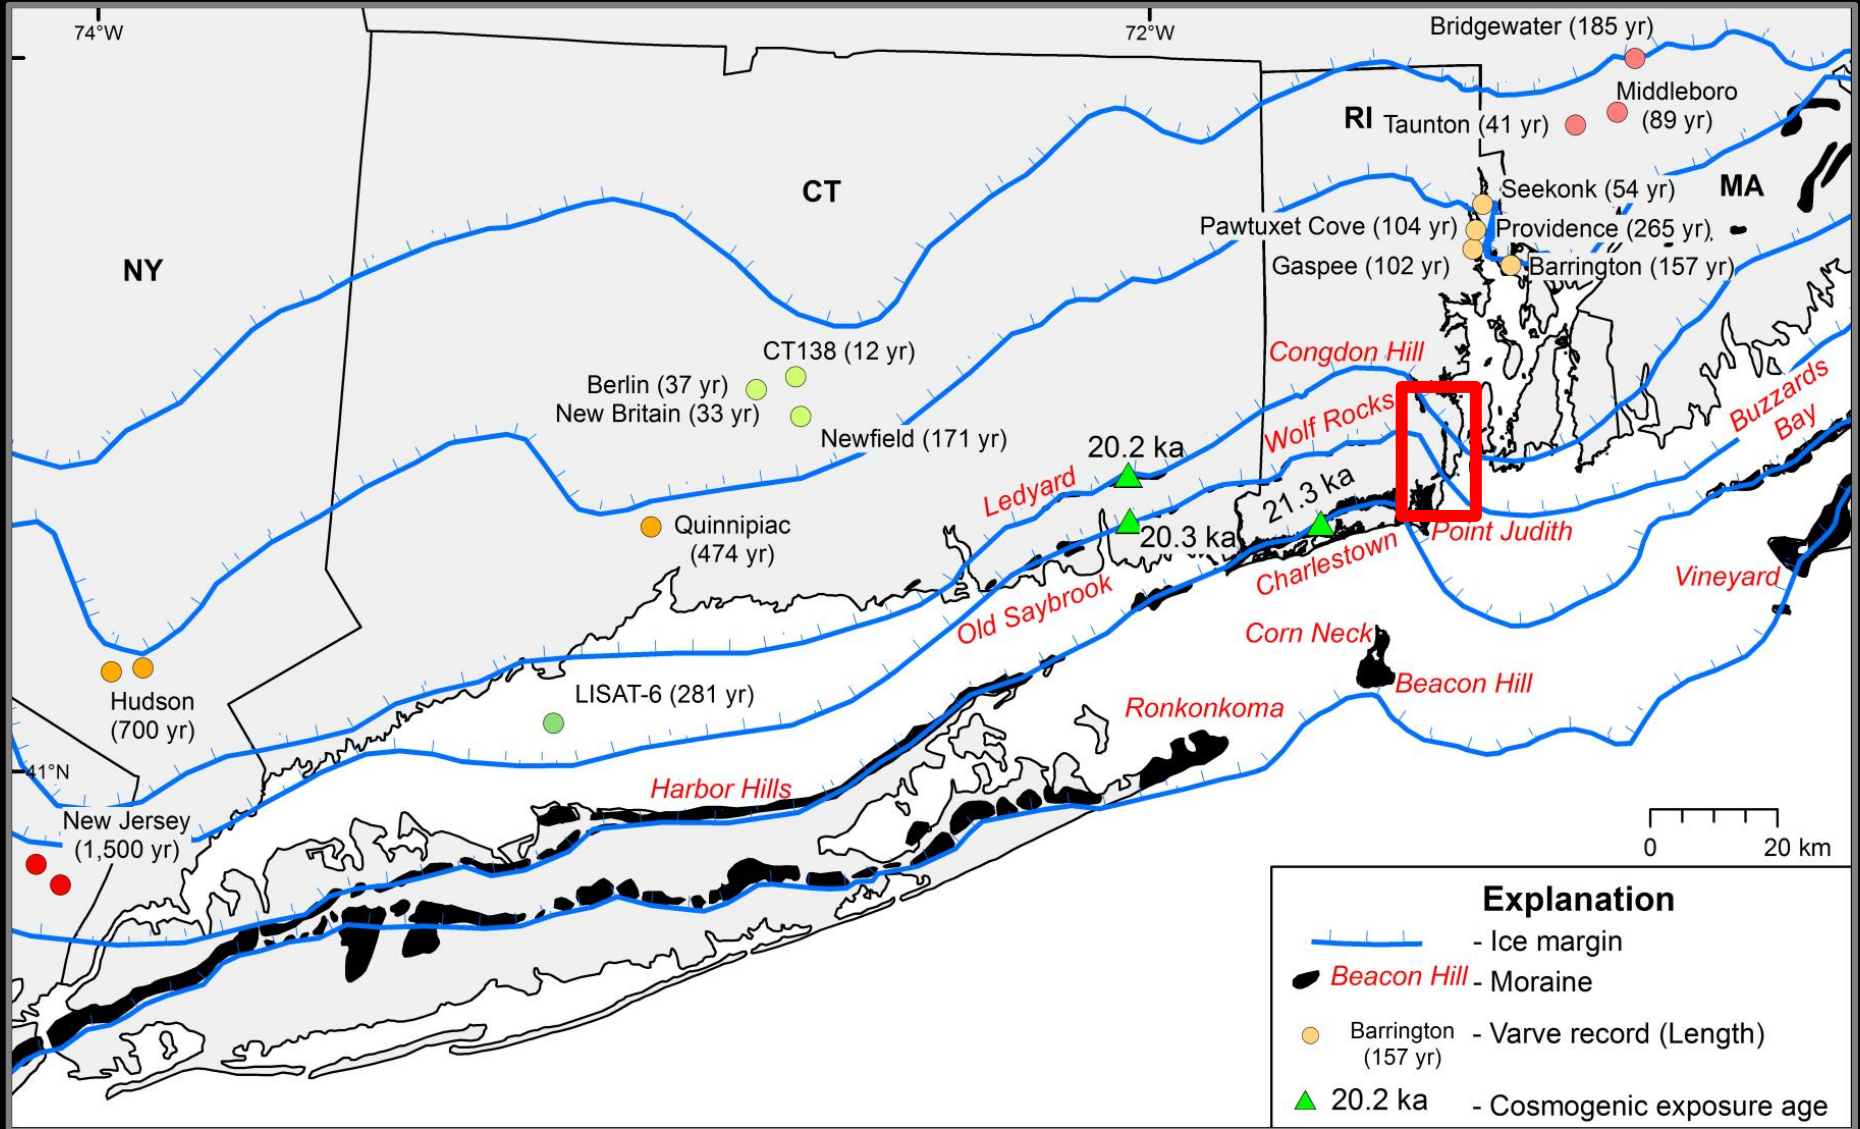 74°W
72°W
Bridgewater (185 yr)
Middleboro
(89 yr)
RI
Taunton (41 yr)
CT
MA
Seekonk (54 yr)
Pawtuxet Cove (104 yr)
Providence (265 yr)
NY
Gaspee (102 yr)
Barrington (157 yr)
CT138 (12 yr)
Congdon Hill
Berlin (37 yr)
New Britain (33 yr)
Newfield (171 yr)
Wolf Rocks
Buzzards
Bay
20.2 ka
Ledyard
21.3 ka
Quinnipiac
(474 yr)
20.3 ka
Point Judith
Charlestown
Vineyard
Old Saybrook
Corn Neck
Beacon Hill
Hudson
(700 yr)
LISAT-6 (281 yr)
Ronkonkoma
41°N
Harbor Hills
New Jersey
(1,500 yr)
0 20 km
Explanation
- Ice margin
Beacon Hill - Moraine
Barrington
(157 yr)
- Varve record (Length)
20.2 ka - Cosmogenic exposure age